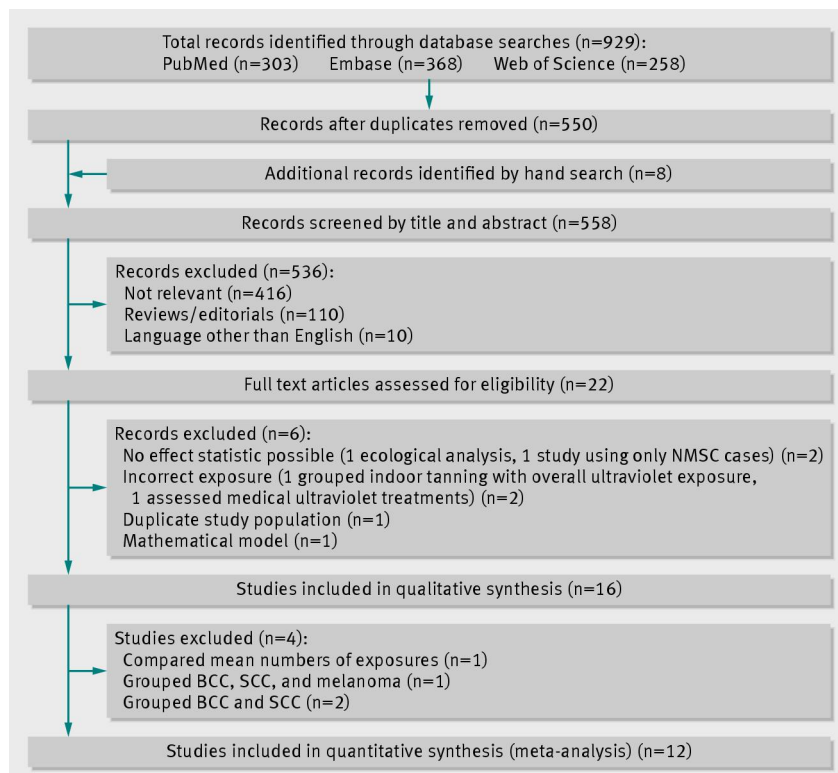 Total records identified through database searches (n=929):
PubMed (n=303) Embase (n=368) Web of Science (n=258)
Records after duplicates removed (n=550)
Additional records identified by hand search (n=8)
Records screened by title and abstract (n=558)
Records excluded (n=536):
Not relevant (n=416)
Reviews/editorials (n=110)
Language other than English (n=10)
Full text articles assessed for eligibility (n=22)
Records excluded (n=6):
No effect statistic possible (1 ecological analysis, 1 study using only NMSC cases) (n=2)
Incorrect exposure (1 grouped indoor tanning with overall ultraviolet exposure,
1 assessed medical ultraviolet treatments) (n=2)
Duplicate study population (n=1)
Mathematical model (n=1)
Studies included in qualitative synthesis (n=16)
Studies excluded (n=4):
Compared mean numbers of exposures (n=1)
Grouped BCC, SCC, and melanoma (n=1)
Grouped BCC and SCC (n=2)
Studies included in quantitative synthesis (meta-analysis) (n=12)